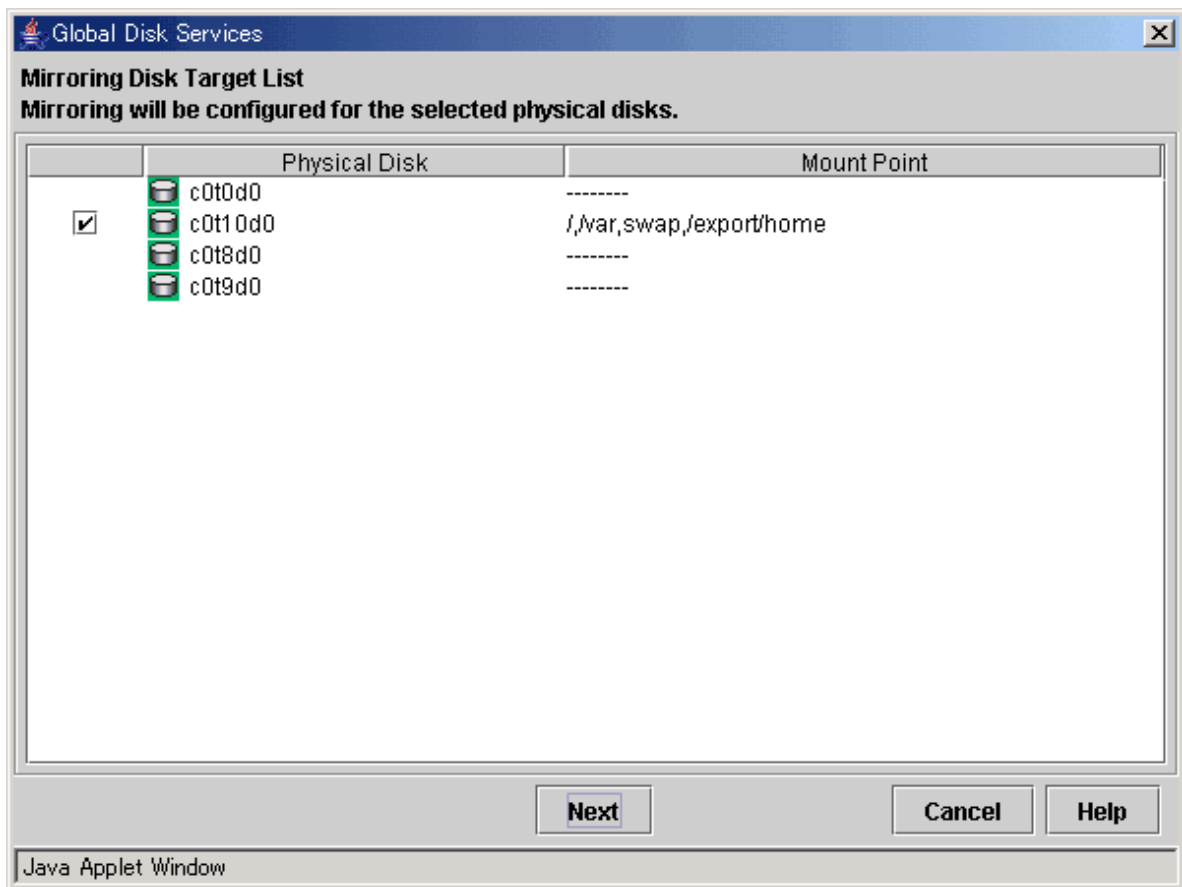 Global Disk Services
Mirroring Disk Target List
Mirroring will be configured for the selected physical disks.
Physical Disk Mount Point
c0t0d0 --------
c0t10d0 /,/var,swap,/export/home
c0t8d0 --------
c0t9d0 --------
Next Cancel Help
Java Applet Window